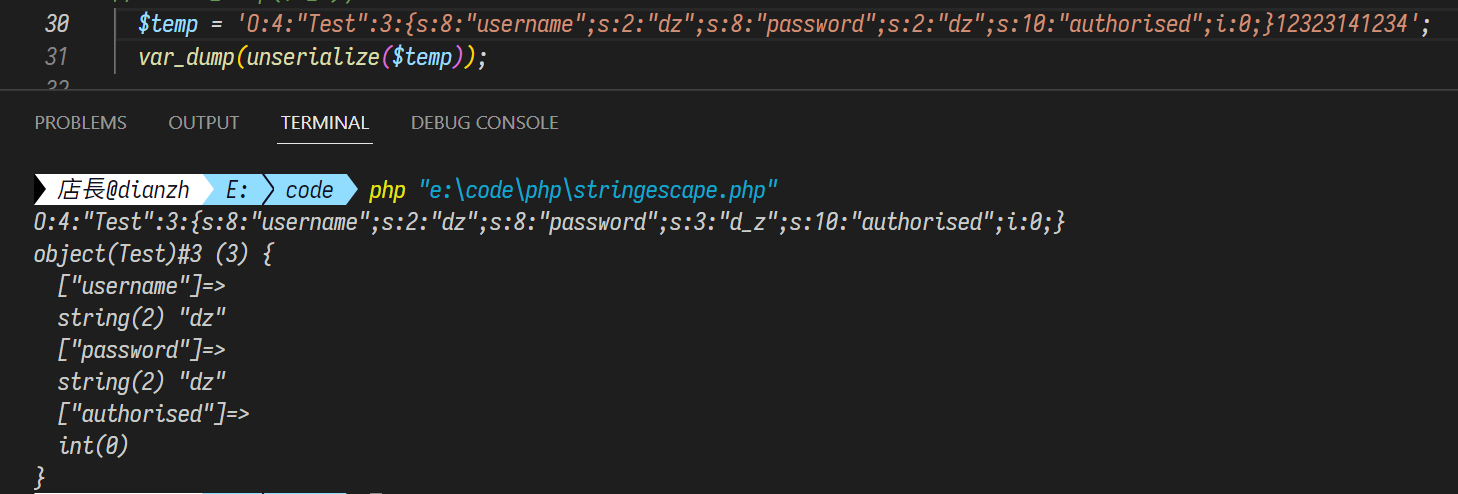 30 $temp = 'O:4:"Test":3:{s:8:"username";s:2:"dz";s:8:"password";s:2:"dz";s:10:"authorised";i:0;}12323141234';
31 var_dump(unserialize($temp));
32
PROBLEMS OUTPUT TERMINAL DEBUG CONSOLE
店長@dianzh E: code php "e:\code\php\stringescape.php"
O:4:"Test":3:{s:8:"username";s:2:"dz";s:8:"password";s:3:"d_z";s:10:"authorised";i:0;}
object(Test)#3 (3) {
["username"]=>
string(2) "dz"
["password"]=>
string(2) "dz"
["authorised"]=>
int(0)
}